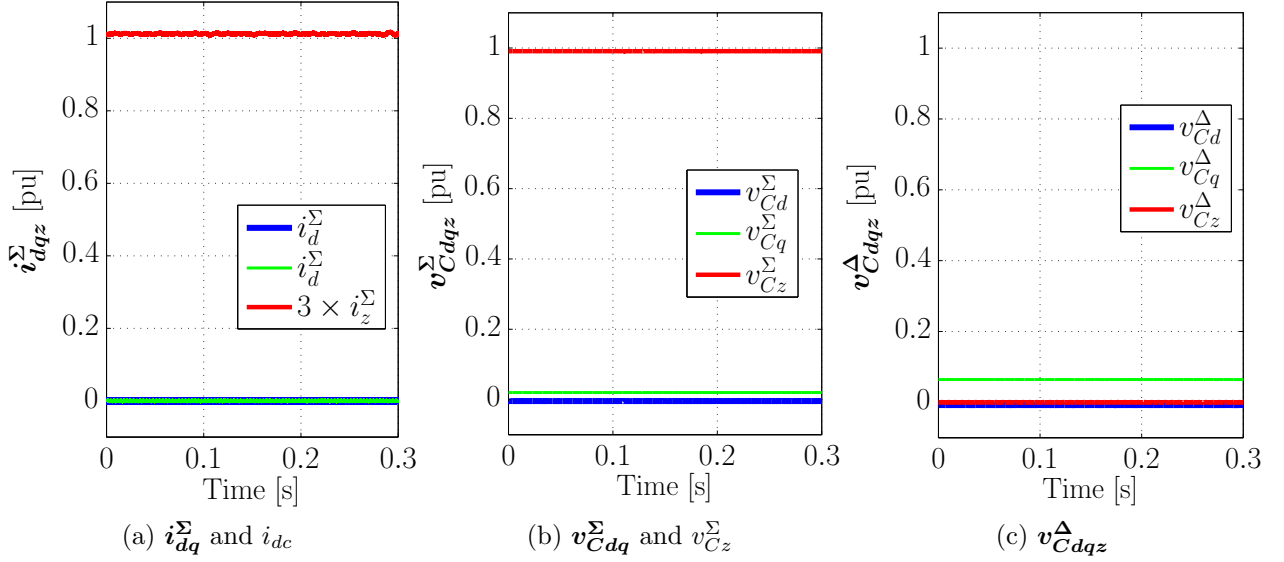 1
0.8
0.6
0.4
0.2
0
0
0.1
0.2
0.3
Time [s]
i^Σ_dqz [pu]
i^Σ_d
i^Σ_d
3 × i^Σ_z
(a) i^Σ_dq and i_dc
1
0.8
0.6
0.4
0.2
0
0
0.1
0.2
0.3
Time [s]
v^Σ_Cdqz [pu]
v^Σ_Cd
v^Σ_Cq
v^Σ_Cz
(b) v^Σ_Cdq and v^Σ_Cz
1
0.8
0.6
0.4
0.2
0
0
0.1
0.2
0.3
Time [s]
v^Δ_Cdqz [pu]
v^Δ_Cd
v^Δ_Cq
v^Δ_Cz
(c) v^Δ_Cdqz